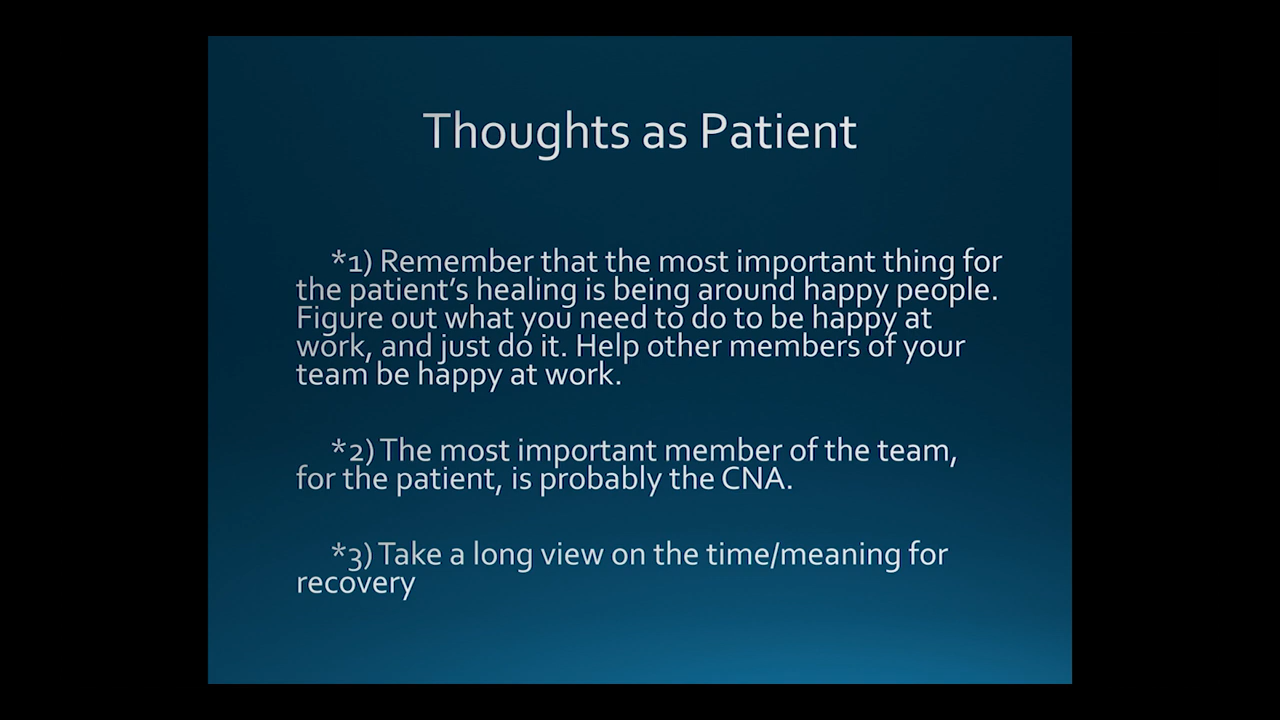 Thoughts as Patient
*1) Remember that the most important thing for
the patient’s healing is being around happy people.
Figure out what you need to do to be happy at
work, and just do it. Help other members of your
team be happy at work.
*2) The most important member of the team,
for the patient, is probably the CNA.
*3) Take a long view on the time/meaning for
recovery